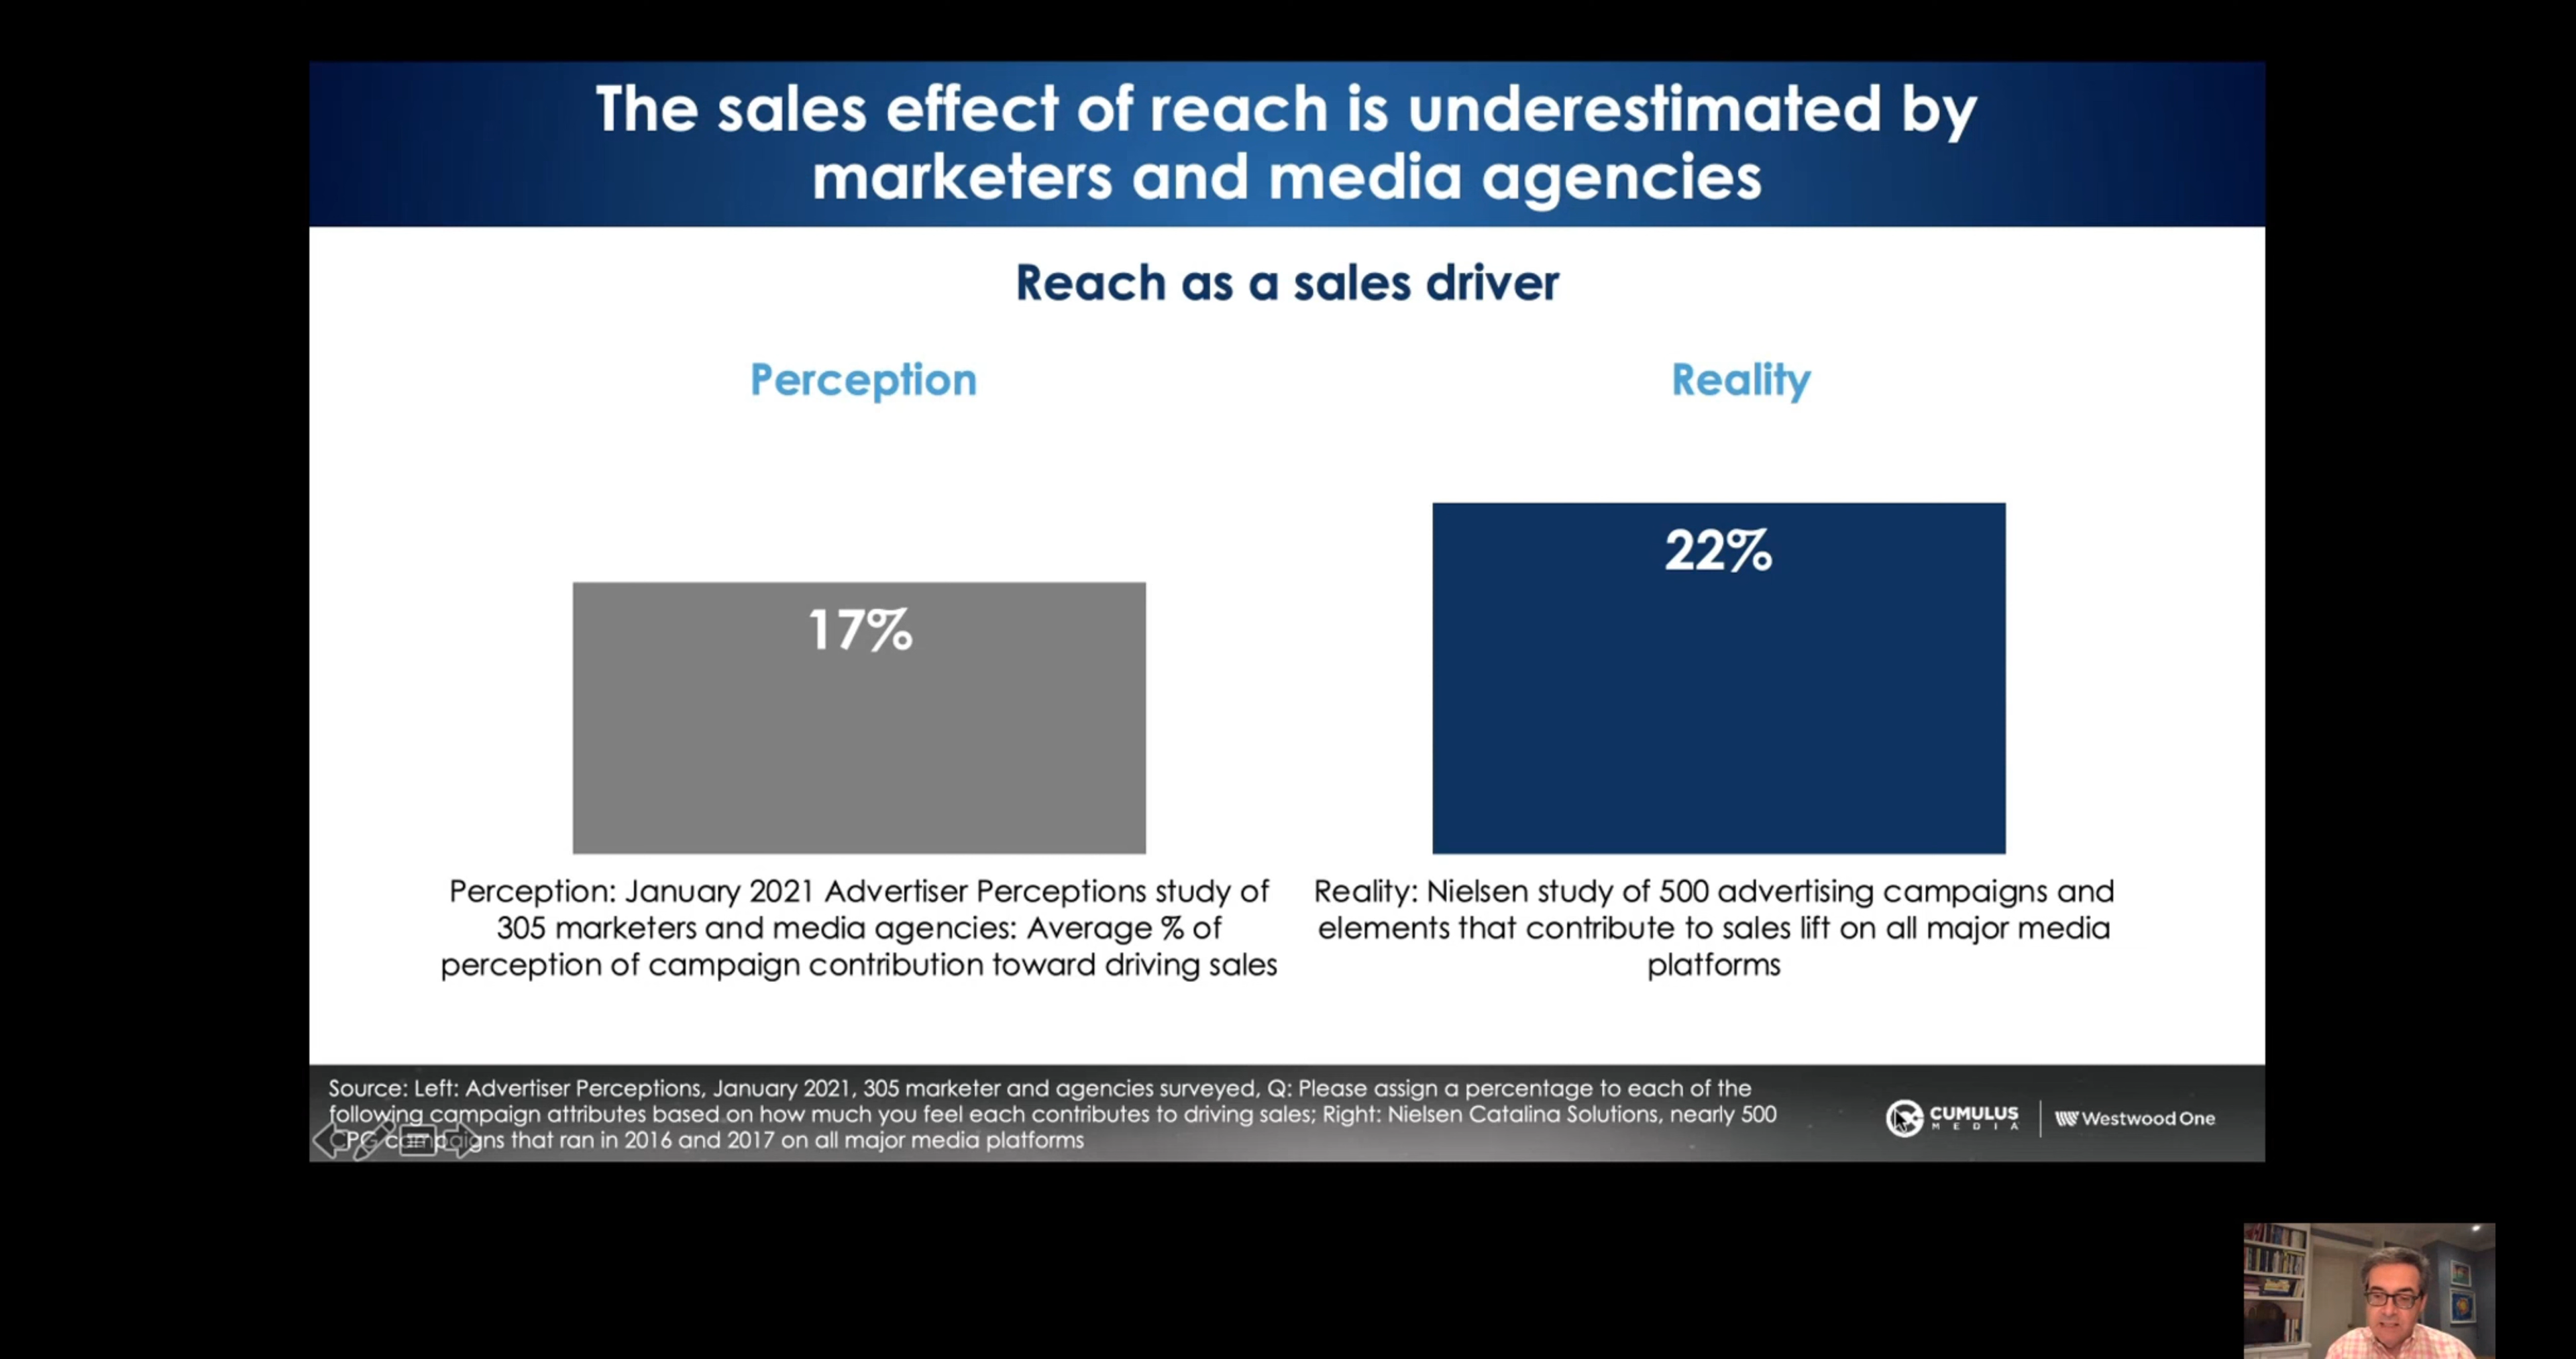 The sales effect of reach is underestimated by
marketers and media agencies
Reach as a sales driver
Perception
Reality
17%
22%
Perception: January 2021 Advertiser Perceptions study of
305 marketers and media agencies: Average % of
perception of campaign contribution toward driving sales
Reality: Nielsen study of 500 advertising campaigns and
elements that contribute to sales lift on all major media
platforms
Source: Left: Advertiser Perceptions, January 2021, 305 marketer and agencies surveyed, Q: Please assign a percentage to each of the
following campaign attributes based on how much you feel each contributes to driving sales; Right: Nielsen Catalina Solutions, nearly 500
CPG campaigns that ran in 2016 and 2017 on all major media platforms
CUMULUS
MEDIA
Westwood One